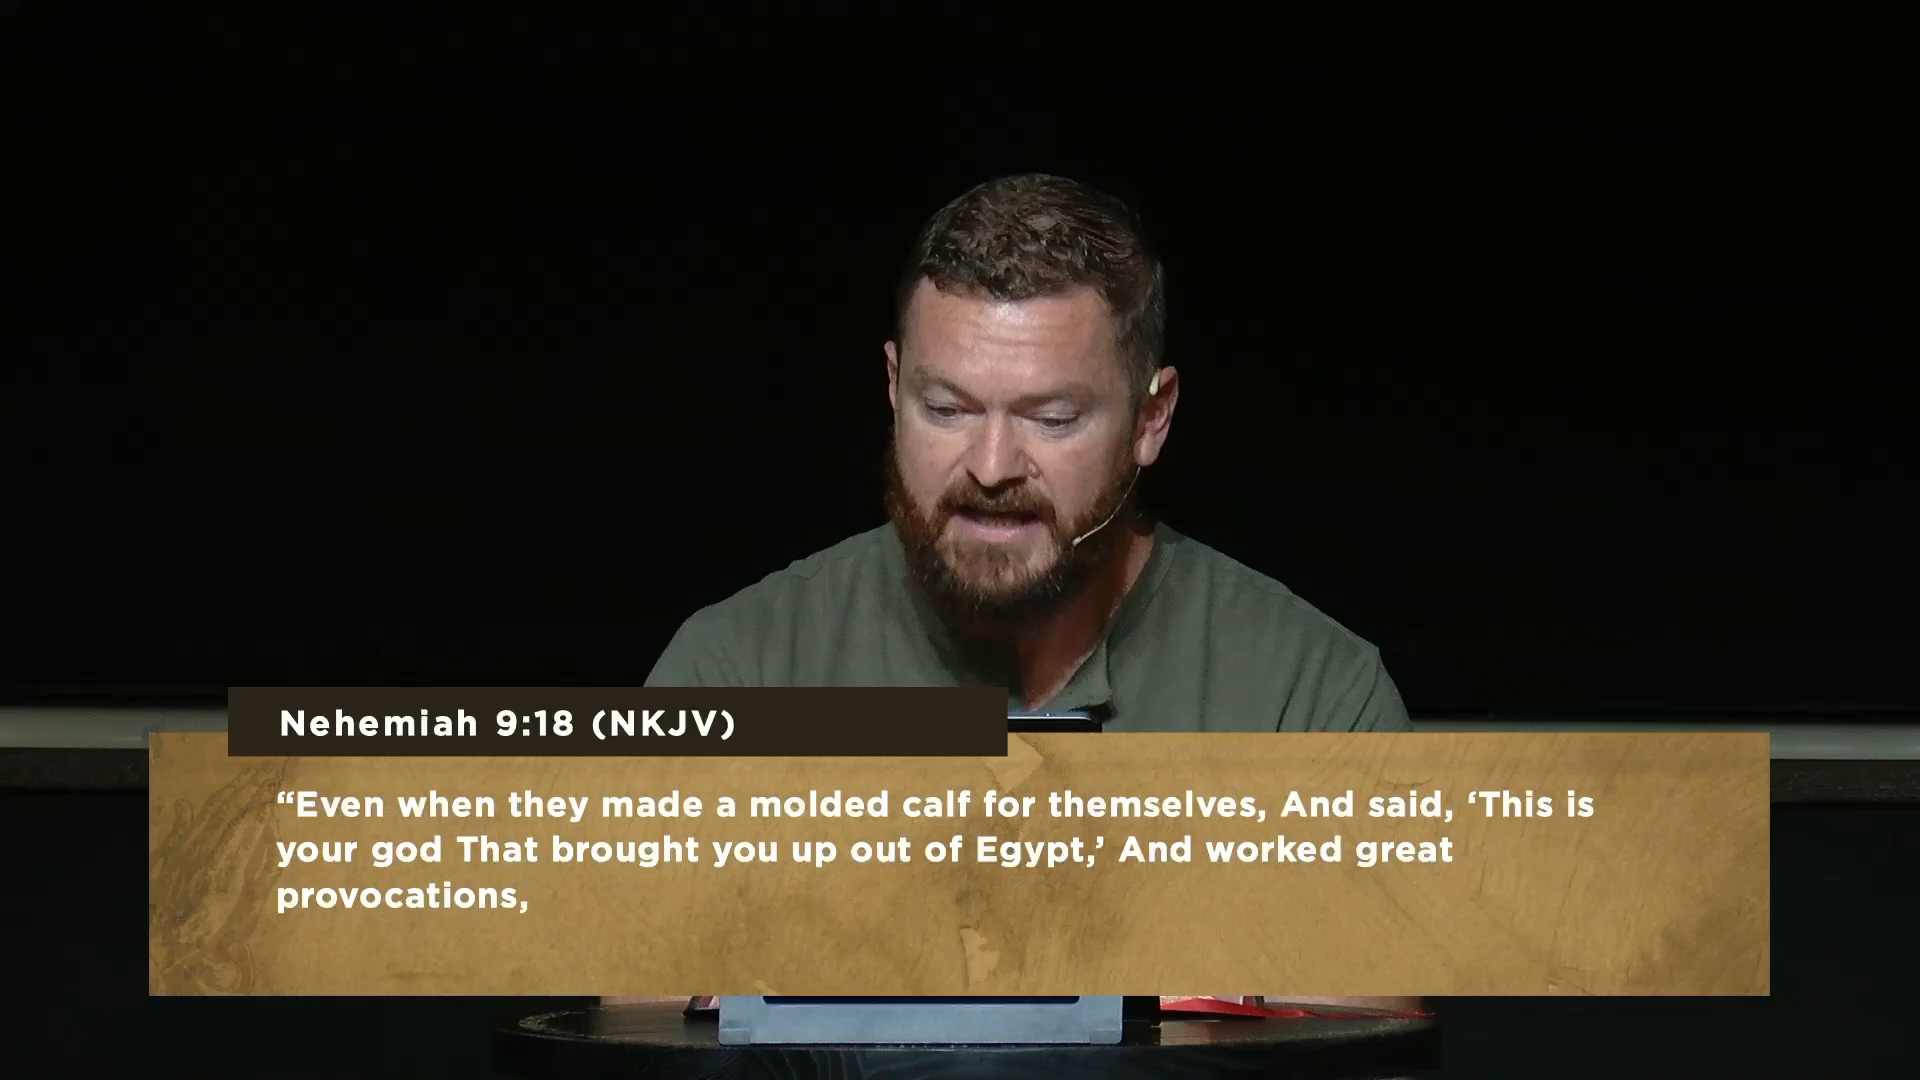 Nehemiah 9:18 (NKJV)
“Even when they made a molded calf for themselves, And said, ‘This is
your god That brought you up out of Egypt,’ And worked great
provocations,